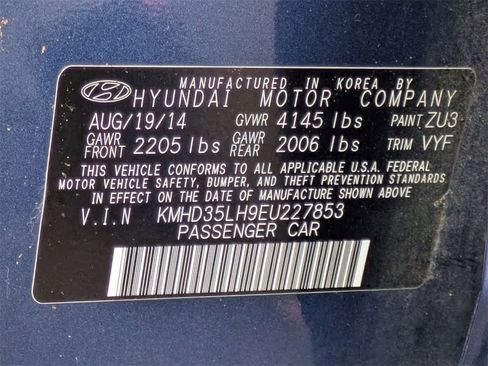 MANUFACTURED IN KOREA BY
HYUNDAI MOTOR COMPANY
AUG/19/14 GVWR 4145 lbs PAINT ZU3
GAWR FRONT 2205 lbs GAWR REAR 2006 lbs TRIM VYF
THIS VEHICLE CONFORMS TO ALL APPLICABLE U.S.A. FEDERAL
MOTOR VEHICLE SAFETY, BUMPER, AND THEFT PREVENTION
STANDARDS IN EFFECT ON THE DATE OF MANUFACTURE SHOWN ABOVE
V.I.N KMHD35LH9EU227853
PASSENGER CAR